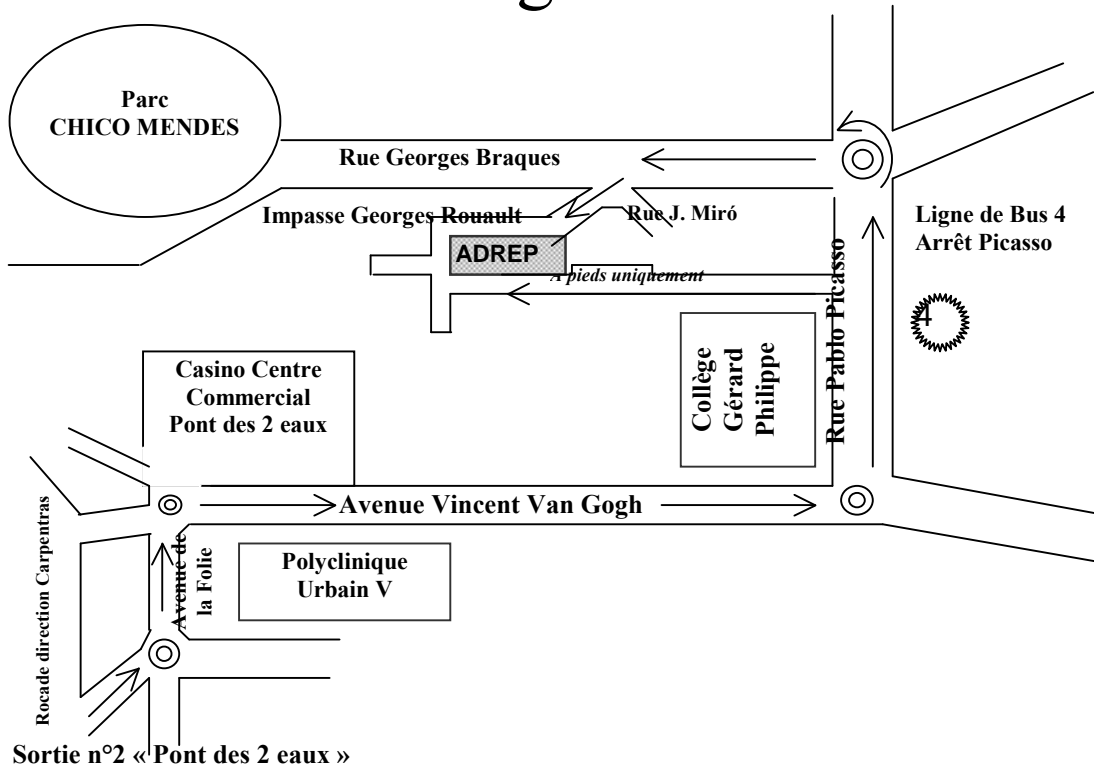 g
Parc
CHICO MENDES
Rue Georges Braques
Impasse Georges Rouault
Rue J. Miró
Ligne de Bus 4
Arrêt Picasso
ADREP
A pieds uniquement
4
Rue Pablo Picasso
Collège
Gérard
Philippe
Casino Centre
Commercial
Pont des 2 eaux
Avenue Vincent Van Gogh
Rocade direction Carpentras
Avenue de
la Folie
Polyclinique
Urbain V
Sortie n°2 « Pont des 2 eaux »